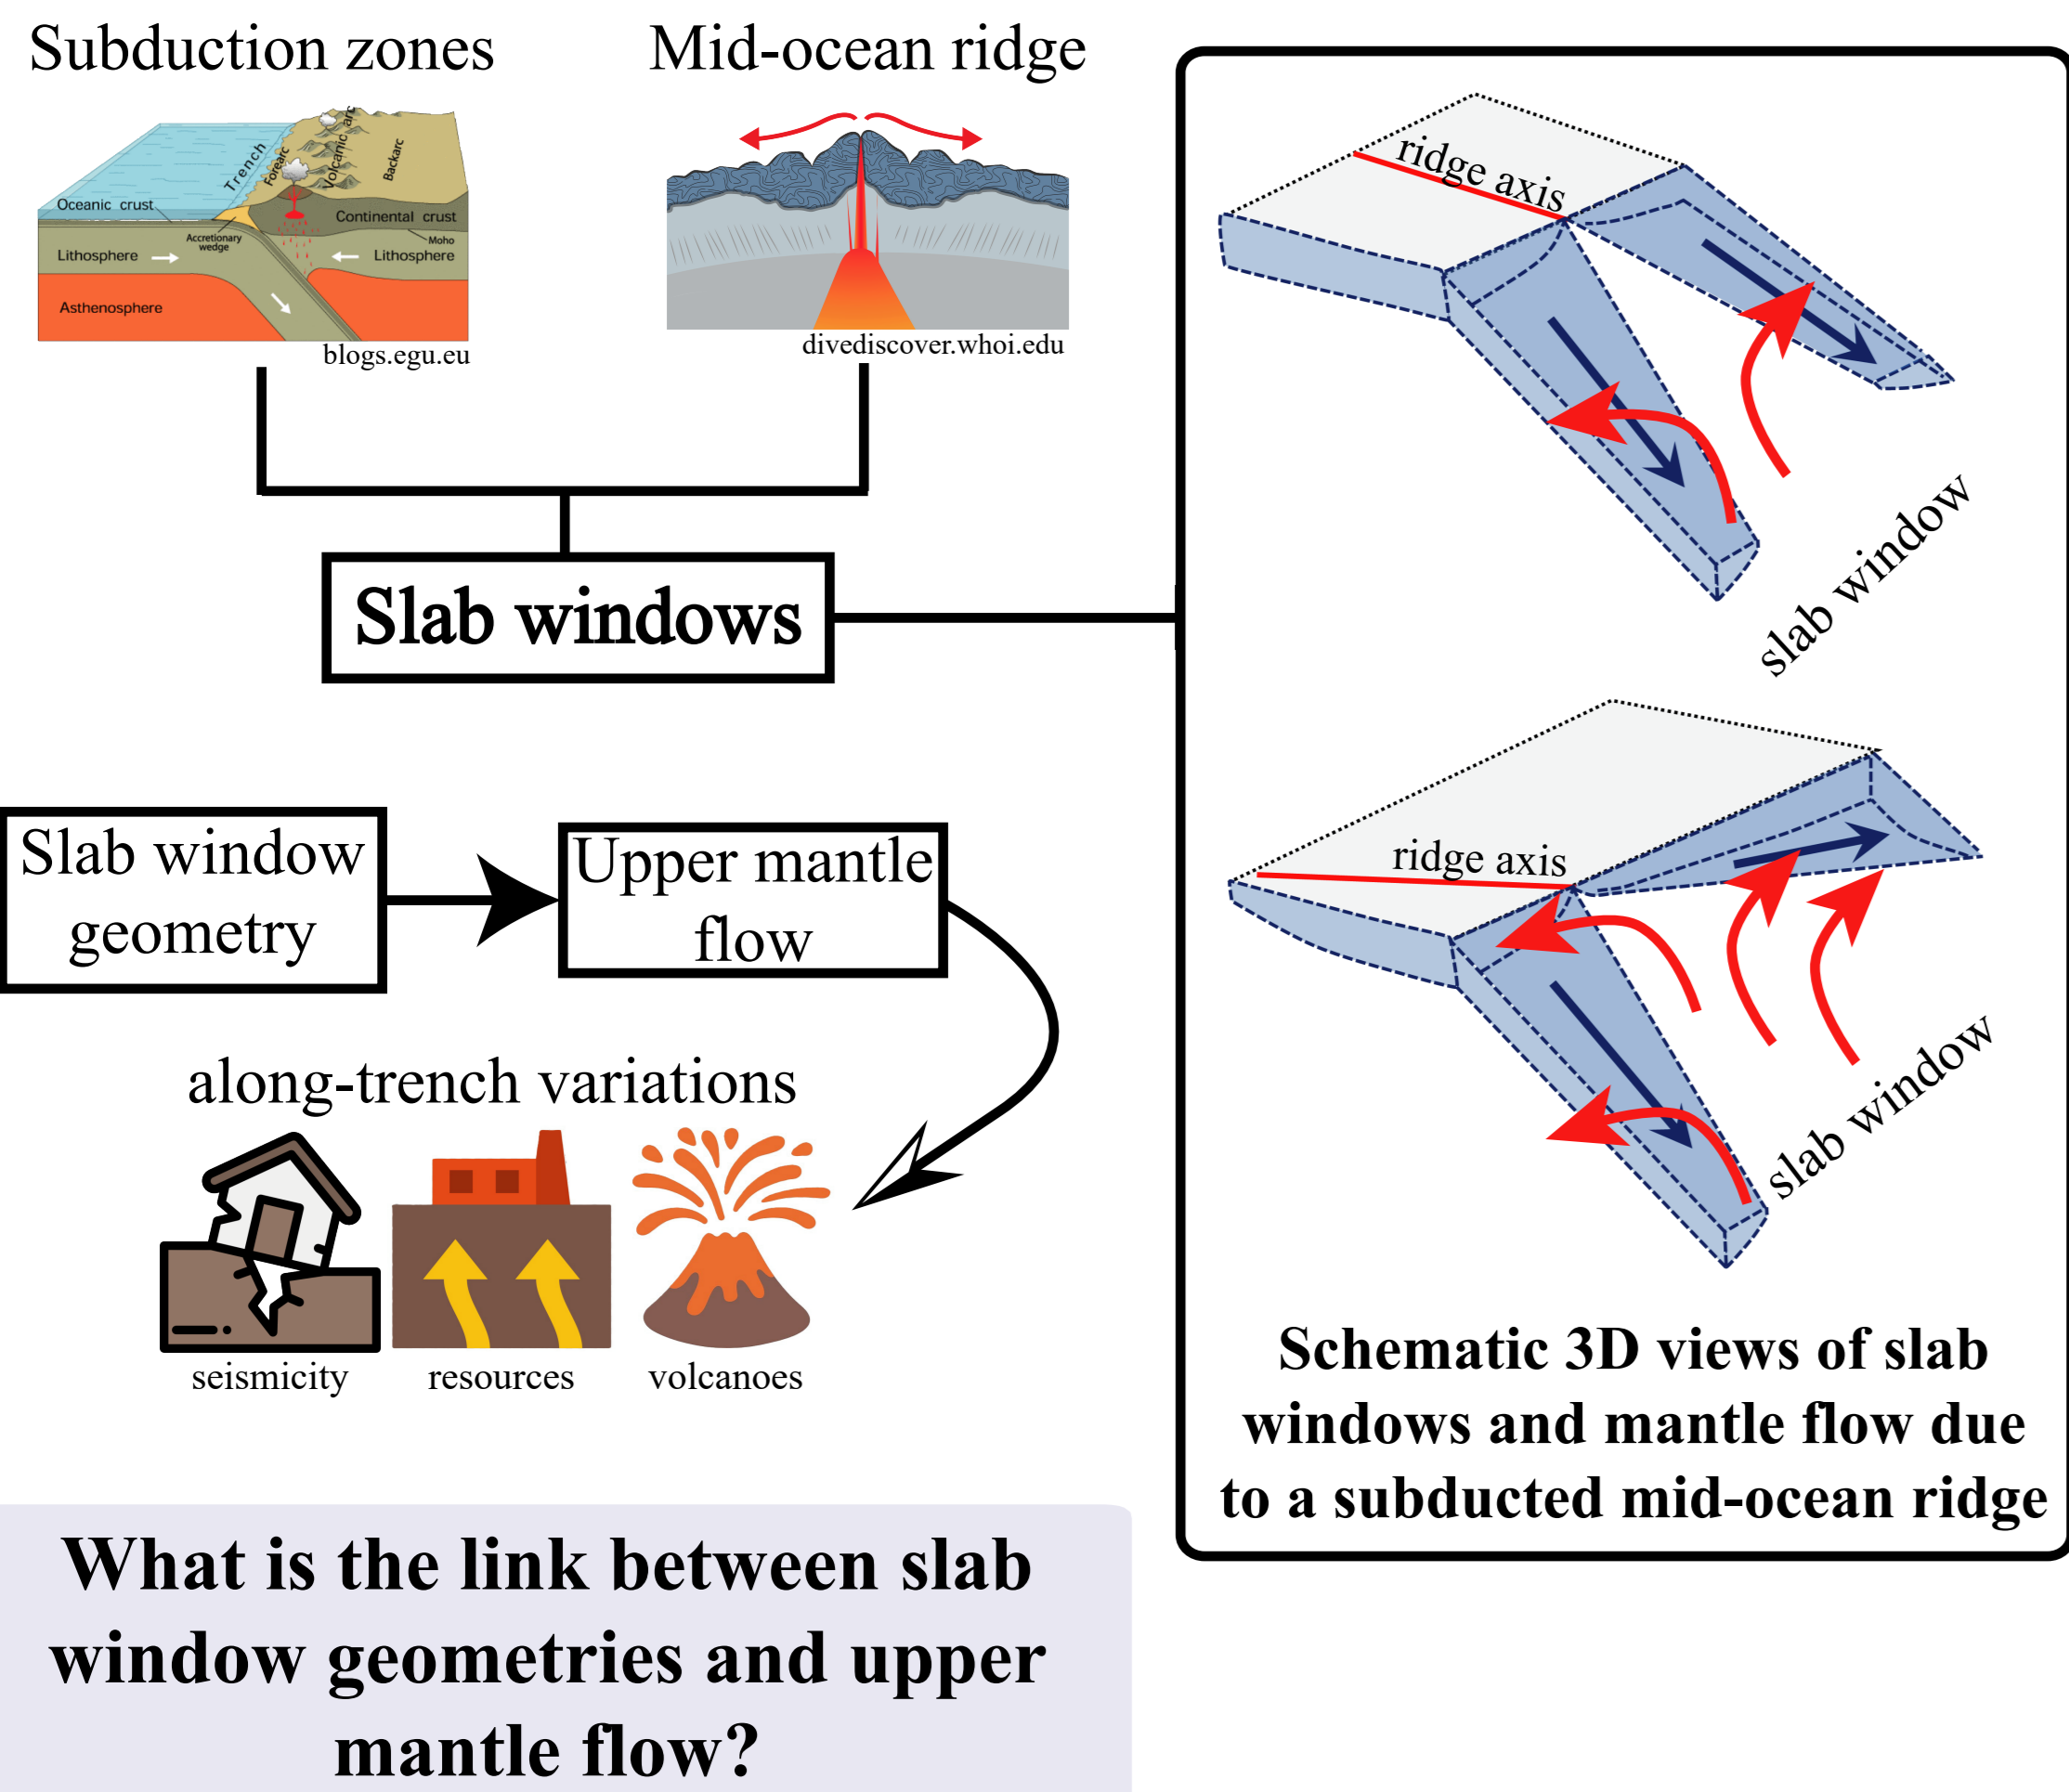 Subduction zones
Mid-ocean ridge
Trench
Forearc
Volcanic arc
Backarc
Oceanic crust
Continental crust
Accretionary
wedge
Moho
Lithosphere
Lithosphere
Asthenosphere
blogs.egu.eu
divediscover.whoi.edu
Slab windows
ridge axis
slab window
ridge axis
slab window
Schematic 3D views of slab
windows and mantle flow due
to a subducted mid-ocean ridge
Slab window
geometry
Upper mantle
flow
along-trench variations
seismicity
resources
volcanoes
What is the link between slab
window geometries and upper
mantle flow?